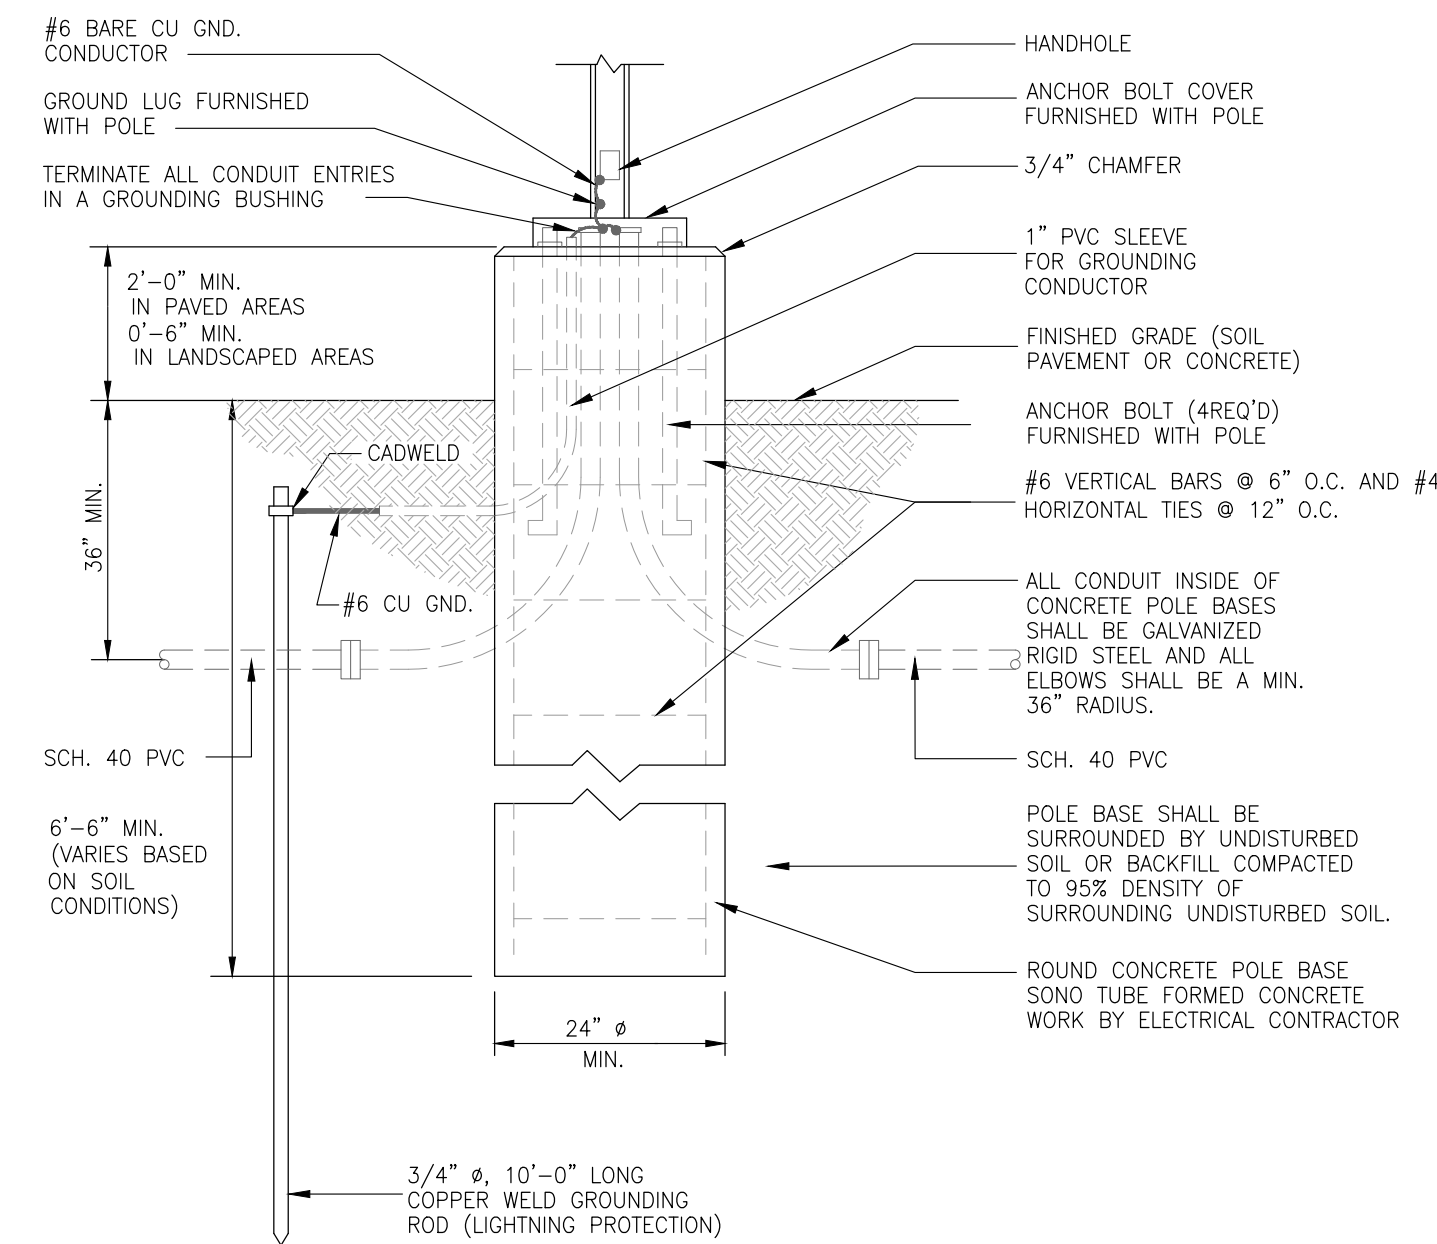 #6 BARE CU GND.
CONDUCTOR
GROUND LUG FURNISHED
WITH POLE
TERMINATE ALL CONDUIT ENTRIES
IN A GROUNDING BUSHING
2'-0" MIN.
IN PAVED AREAS
0'-6" MIN.
IN LANDSCAPED AREAS
CADWELD
36" MIN.
#6 CU GND.
SCH. 40 PVC
6'-6" MIN.
(VARIES BASED
ON SOIL
CONDITIONS)
24" ø
MIN.
3/4" ø, 10'-0" LONG
COPPER WELD GROUNDING
ROD (LIGHTNING PROTECTION)
HANDHOLE
ANCHOR BOLT COVER
FURNISHED WITH POLE
3/4" CHAMFER
1" PVC SLEEVE
FOR GROUNDING
CONDUCTOR
FINISHED GRADE (SOIL
PAVEMENT OR CONCRETE)
ANCHOR BOLT (4REQ'D)
FURNISHED WITH POLE
#6 VERTICAL BARS @ 6" O.C. AND #4
HORIZONTAL TIES @ 12" O.C.
ALL CONDUIT INSIDE OF
CONCRETE POLE BASES
SHALL BE GALVANIZED
RIGID STEEL AND ALL
ELBOWS SHALL BE A MIN.
36" RADIUS.
SCH. 40 PVC
POLE BASE SHALL BE
SURROUNDED BY UNDISTURBED
SOIL OR BACKFILL COMPACTED
TO 95% DENSITY OF
SURROUNDING UNDISTURBED SOIL.
ROUND CONCRETE POLE BASE
SONO TUBE FORMED CONCRETE
WORK BY ELECTRICAL CONTRACTOR